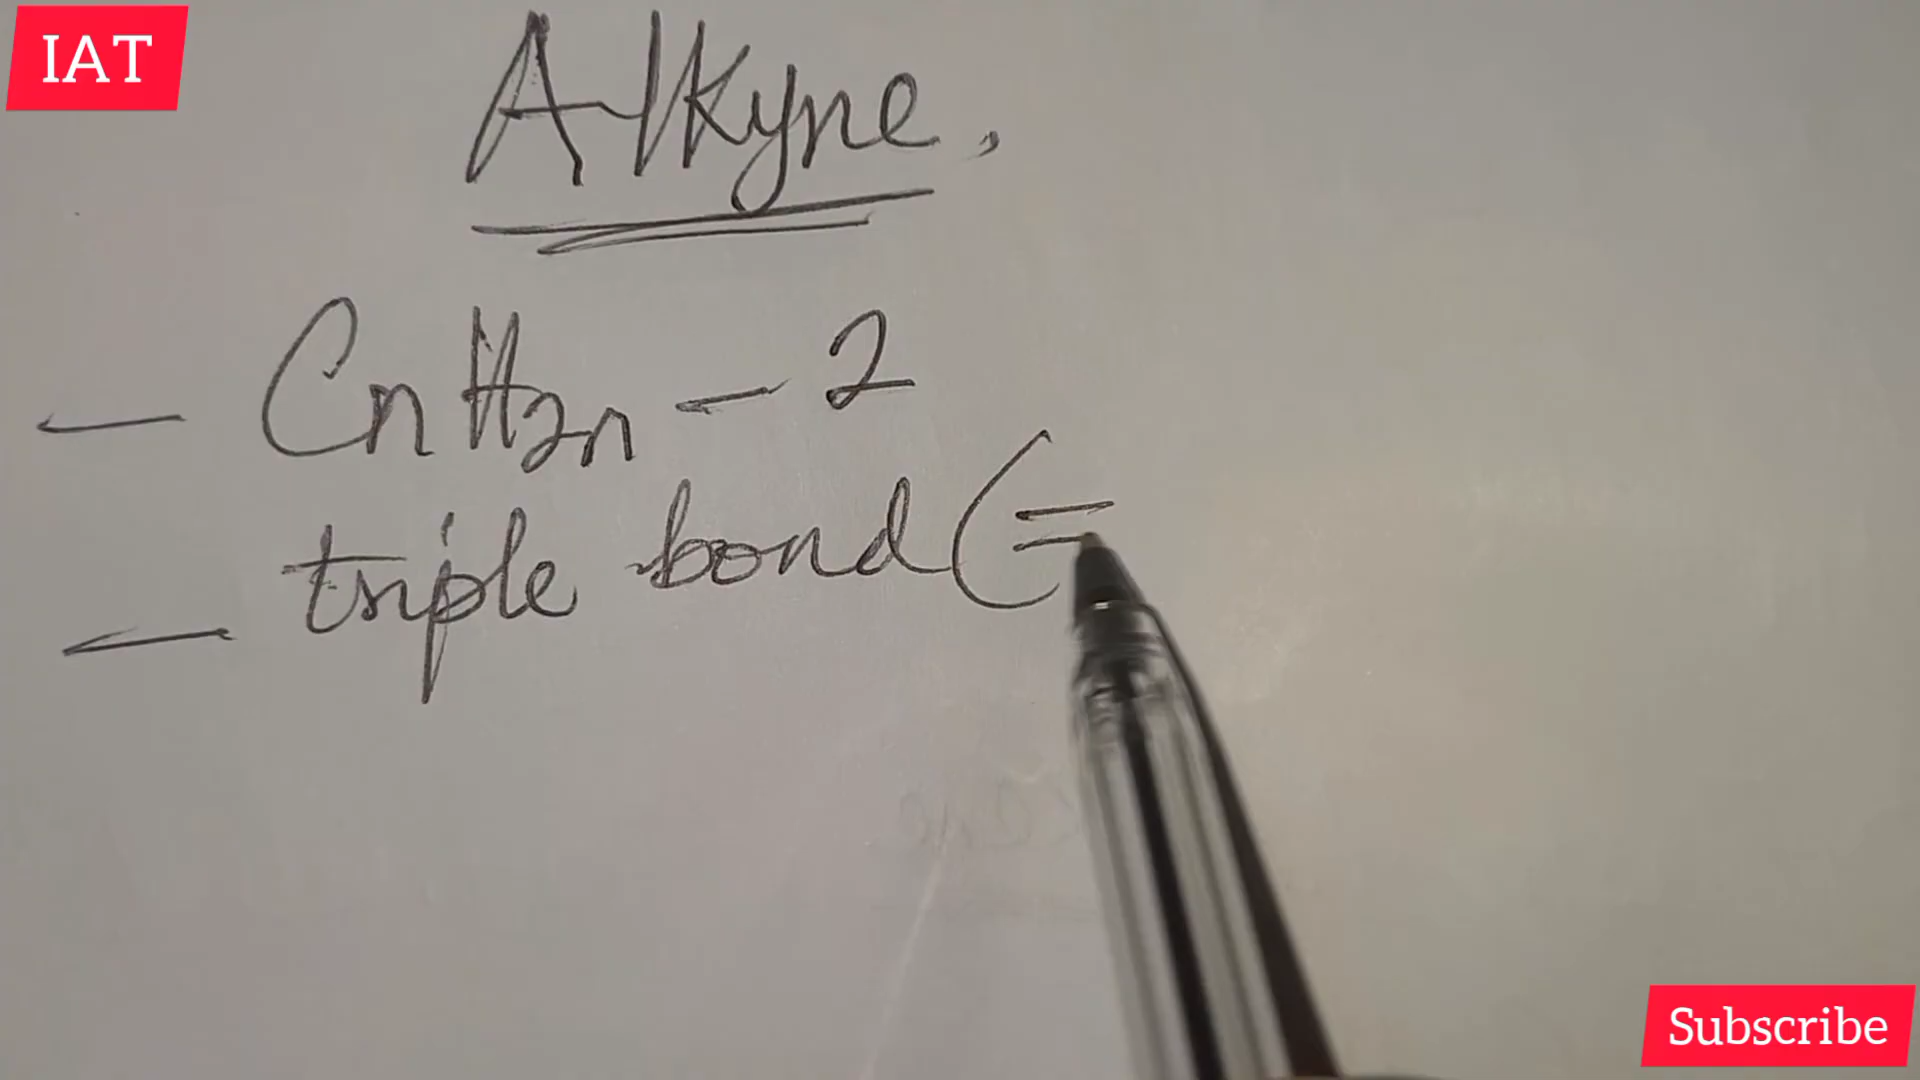 IAT
Alkyne.
- CnH2n - 2
- triple bond (=
Subscribe